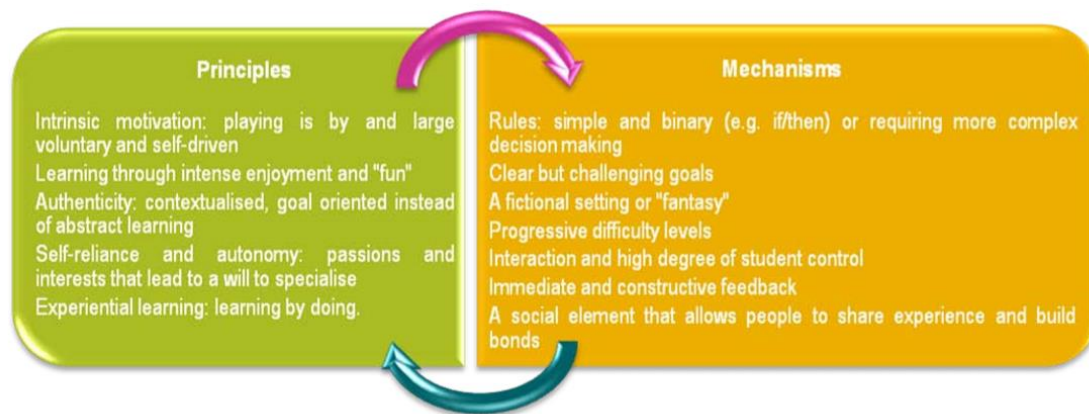 Principles
Intrinsic motivation: playing is by and large
voluntary and self-driven
Learning through intense enjoyment and "fun"
Authenticity: contextualised, goal oriented instead
of abstract learning
Self-reliance and autonomy: passions and
interests that lead to a will to specialise
Experiential learning: learning by doing.
Mechanisms
Rules: simple and binary (e.g. if/then) or requiring more complex
decision making
Clear but challenging goals
A fictional setting or "fantasy"
Progressive difficulty levels
Interaction and high degree of student control
Immediate and constructive feedback
A social element that allows people to share experience and build
bonds